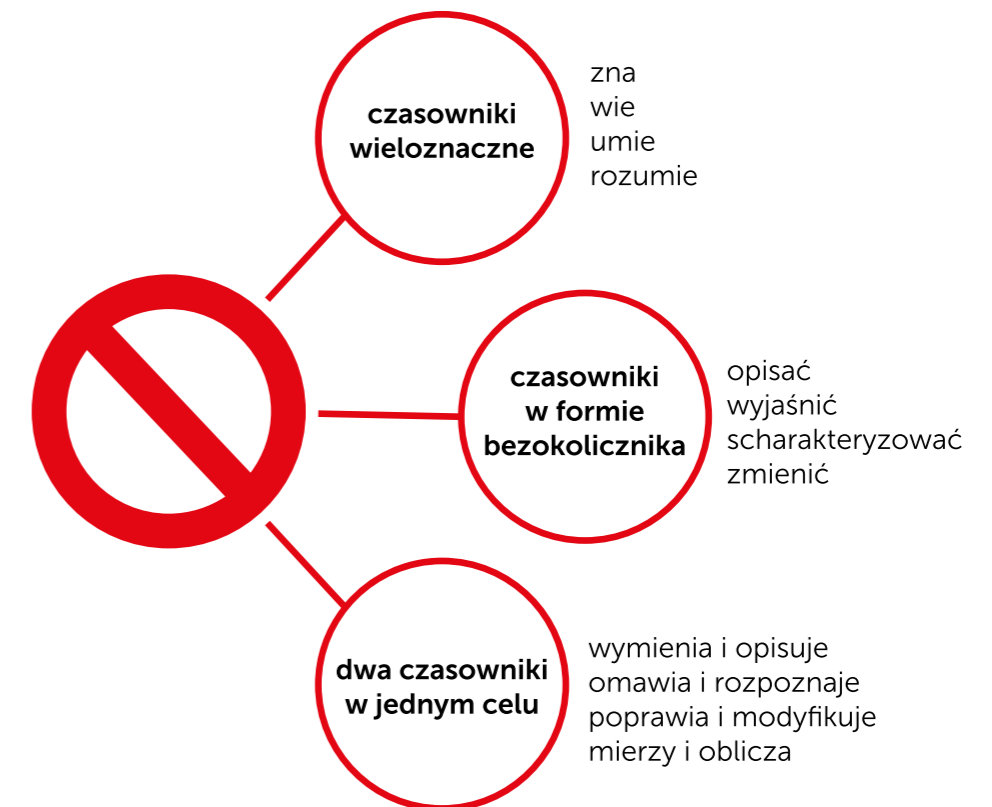 czasowniki
wieloznaczne
zna
wie
umie
rozumie
czasowniki
w formie
bezokolicznika
opisać
wyjaśnić
scharakteryzować
zmienić
dwa czasowniki
w jednym celu
wymienia i opisuje
omawia i rozpoznaje
poprawia i modyfikuje
mierzy i oblicza